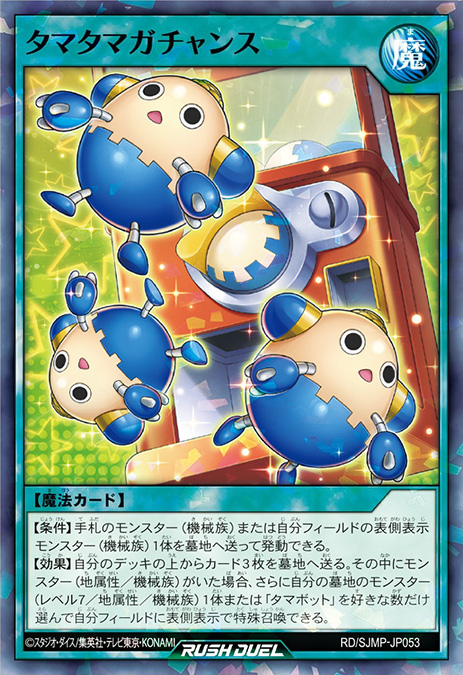 タマタマガチャンス
魔
【魔法カード】
【条件】手札のモンスター(機械族)または自分フィールドの表側表示
モンスター(機械族)1体を墓地へ送って発動できる。
【効果】自分のデッキの上からカード3枚を墓地へ送る。その中にモン
スター(地属性/機械族)がいた場合、さらに自分の墓地のモンスター
(レベル7/地属性/機械族)1体または「タマボット」を好きな数だけ
選んで自分フィールドに表側表示で特殊召喚できる。
©スタジオ・ダイス/集英社・テレビ東京・KONAMI
RUSH DUEL
RD/SJMP-JP053